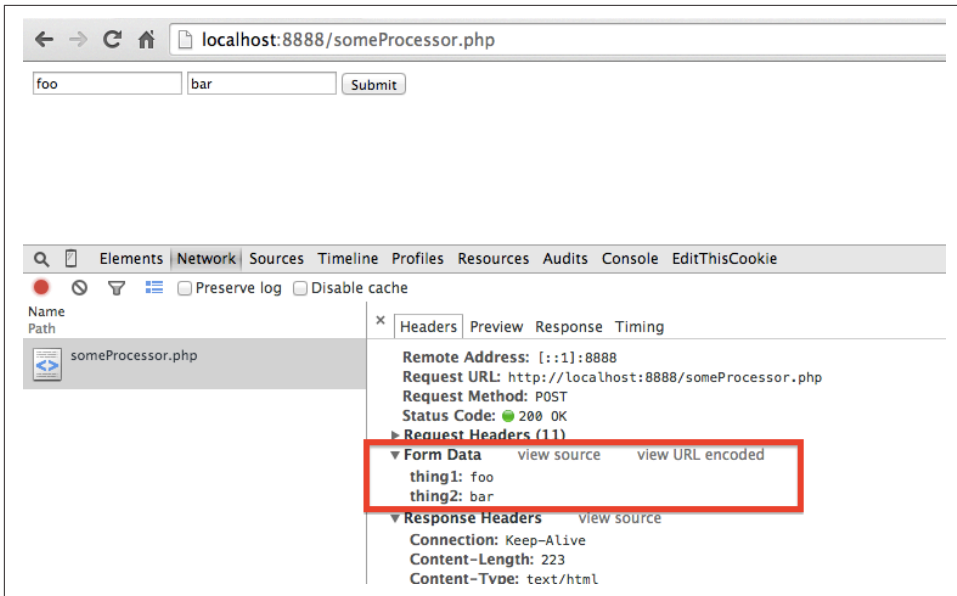 localhost:8888/someProcessor.php
foo bar Submit
Elements Network Sources Timeline Profiles Resources Audits Console EditThisCookie
Preserve log Disable cache
Name
Path
× Headers Preview Response Timing
someProcessor.php
Remote Address: [::1]:8888
Request URL: http://localhost:8888/someProcessor.php
Request Method: POST
Status Code: 200 OK
Request Headers (11)
Form Data view source view URL encoded
thing1: foo
thing2: bar
Response Headers view source
Connection: Keep-Alive
Content-Length: 223
Content-Type: text/html